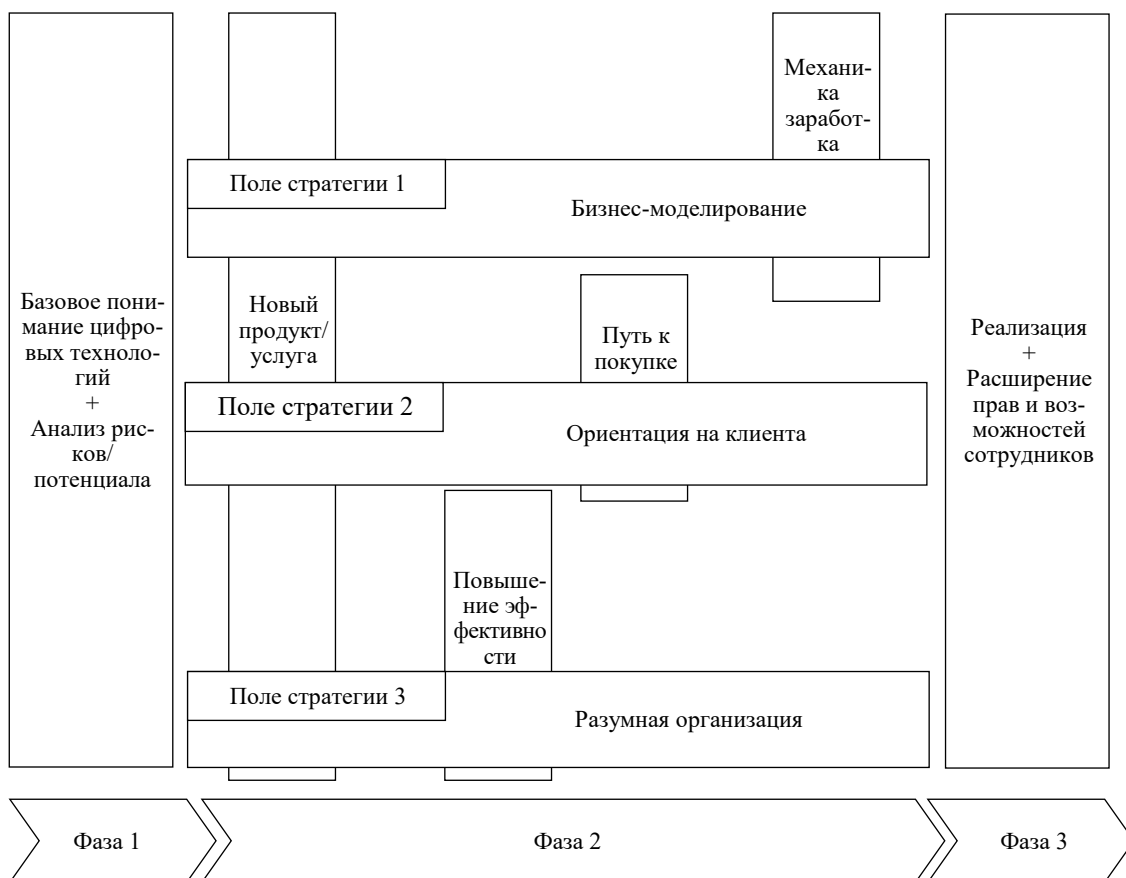 Механи-
ка
заработ-
ка
Поле стратегии 1
Бизнес-моделирование
Базовое пони-
мание цифро-
вых техноло-
гий
+
Анализ рис-
ков/
потенциала
Новый
продукт/
услуга
Путь к
покупке
Реализация
+
Расширение
прав и воз-
можностей
сотрудников
Поле стратегии 2
Ориентация на клиента
Повыше-
ние эф-
фективно
сти
Поле стратегии 3
Разумная организация
Фаза 1
Фаза 2
Фаза 3